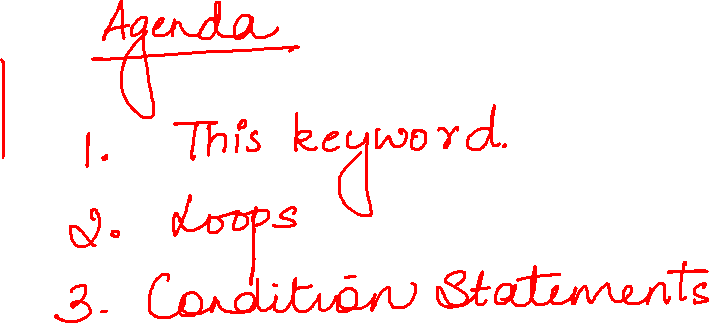 Agenda
1. This keyword.
2. Loops
3. Condition Statements